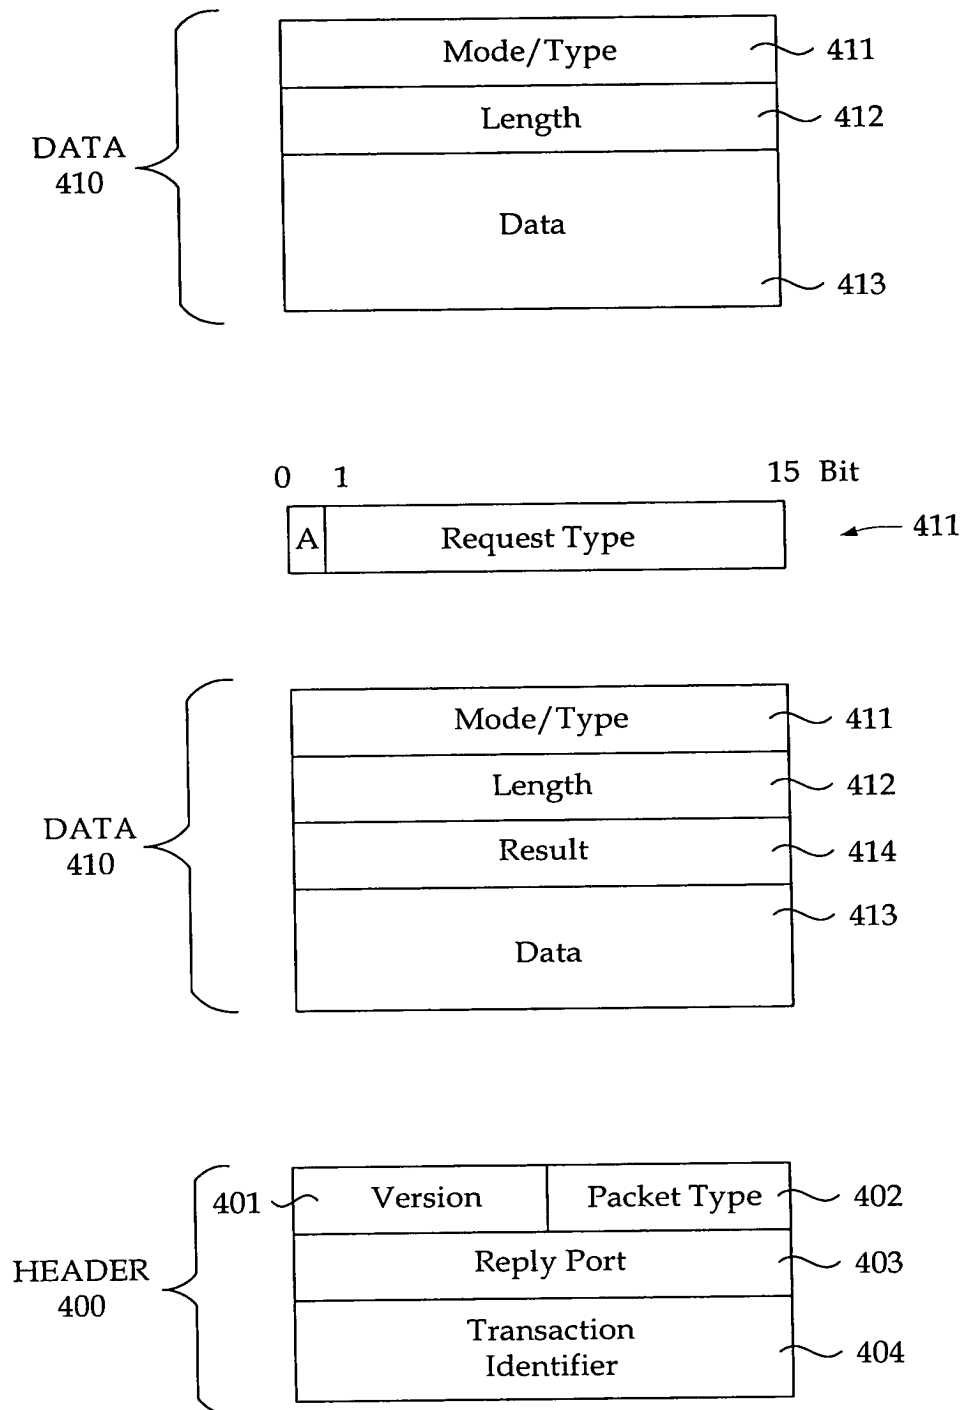 Mode/Type 411
Length 412
DATA
410
Data
413
0 1 15 Bit
A Request Type 411
Mode/Type 411
Length 412
DATA
410
Result 414
413
Data
401 Version Packet Type 402
HEADER
400
Reply Port 403
Transaction
Identifier 404